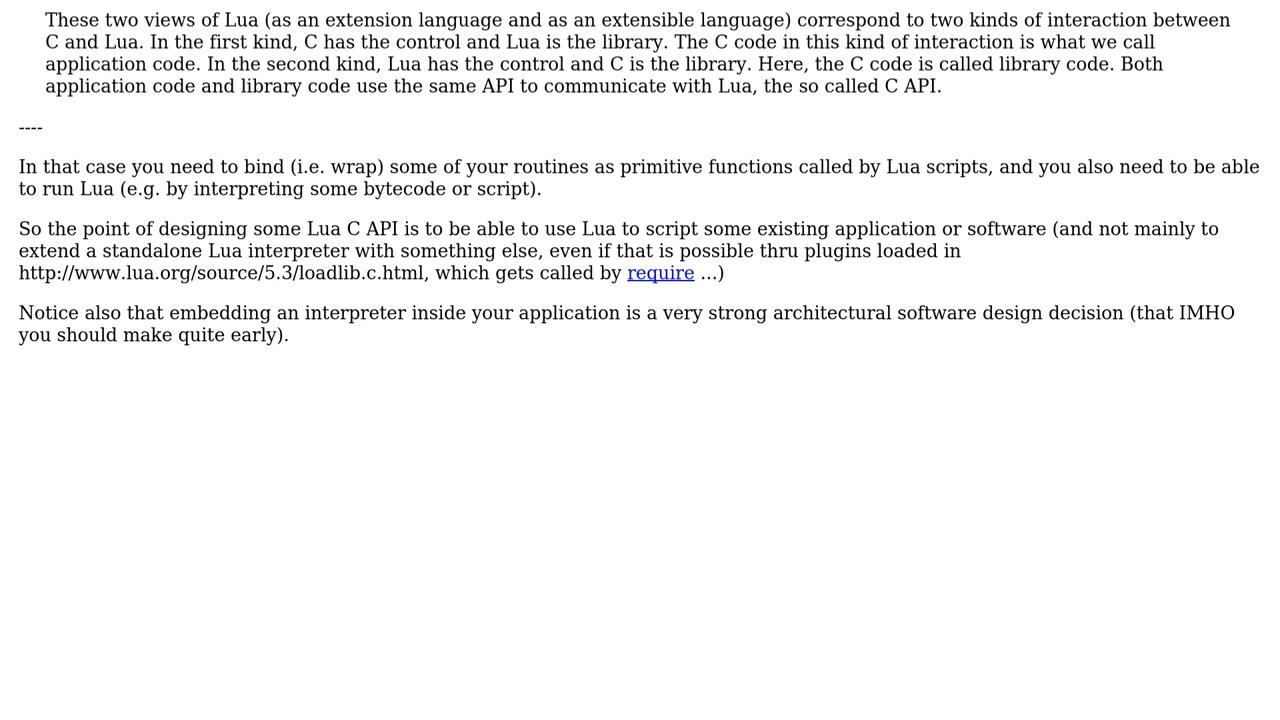 These two views of Lua (as an extension language and as an extensible language) correspond to two kinds of interaction between
C and Lua. In the first kind, C has the control and Lua is the library. The C code in this kind of interaction is what we call
application code. In the second kind, Lua has the control and C is the library. Here, the C code is called library code. Both
application code and library code use the same API to communicate with Lua, the so called C API.
----
In that case you need to bind (i.e. wrap) some of your routines as primitive functions called by Lua scripts, and you also need to be able
to run Lua (e.g. by interpreting some bytecode or script).
So the point of designing some Lua C API is to be able to use Lua to script some existing application or software (and not mainly to
extend a standalone Lua interpreter with something else, even if that is possible thru plugins loaded in
http://www.lua.org/source/5.3/loadlib.c.html, which gets called by require ...)
Notice also that embedding an interpreter inside your application is a very strong architectural software design decision (that IMHO
you should make quite early).